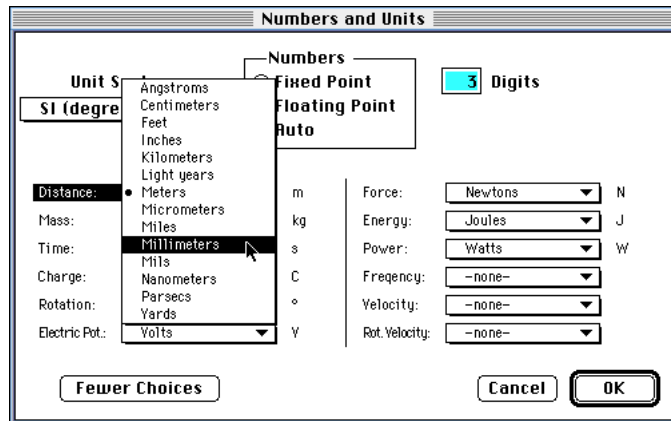 Numbers and Units
Numbers
Fixed Point
Floating Point
Auto
3 Digits
Unit S
SI (degre
Angstroms
Centimeters
Feet
Inches
Kilometers
Light years
Meters
Micrometers
Miles
Millimeters
Mils
Nanometers
Parsecs
Yards
Distance: m
Mass: kg
Time: s
Charge: C
Rotation: °
Electric Pot.: Volts V
Force: Newtons N
Energy: Joules J
Power: Watts W
Freqency: -none-
Velocity: -none-
Rot. Velocity: -none-
Fewer Choices
Cancel
OK